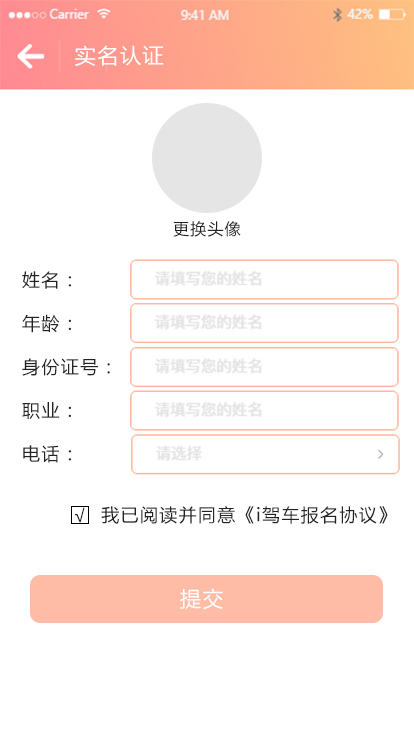 Carrier 9:41 AM 42%
实名认证
更换头像
姓名： 请填写您的姓名
年龄： 请填写您的姓名
身份证号： 请填写您的姓名
职业： 请填写您的姓名
电话： 请选择
√ 我已阅读并同意《i驾车报名协议》
提交